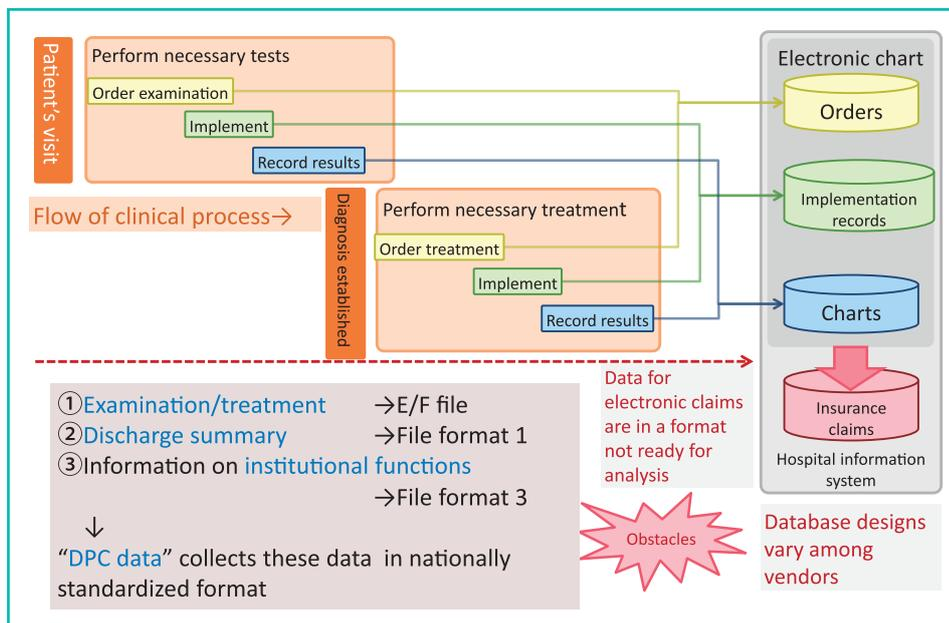 Patient's visit
Perform necessary tests
Order examination
Implement
Record results
Flow of clinical process→
Diagnosis established
Perform necessary treatment
Order treatment
Implement
Record results
Electronic chart
Orders
Implementation
records
Charts
Insurance
claims
Hospital information
system
Data for
electronic claims
are in a format
not ready for
analysis
①Examination/treatment →E/F file
②Discharge summary →File format 1
③Information on institutional functions
→File format 3
↓
“DPC data” collects these data in nationally
standardized format
Obstacles
Database designs
vary among
vendors